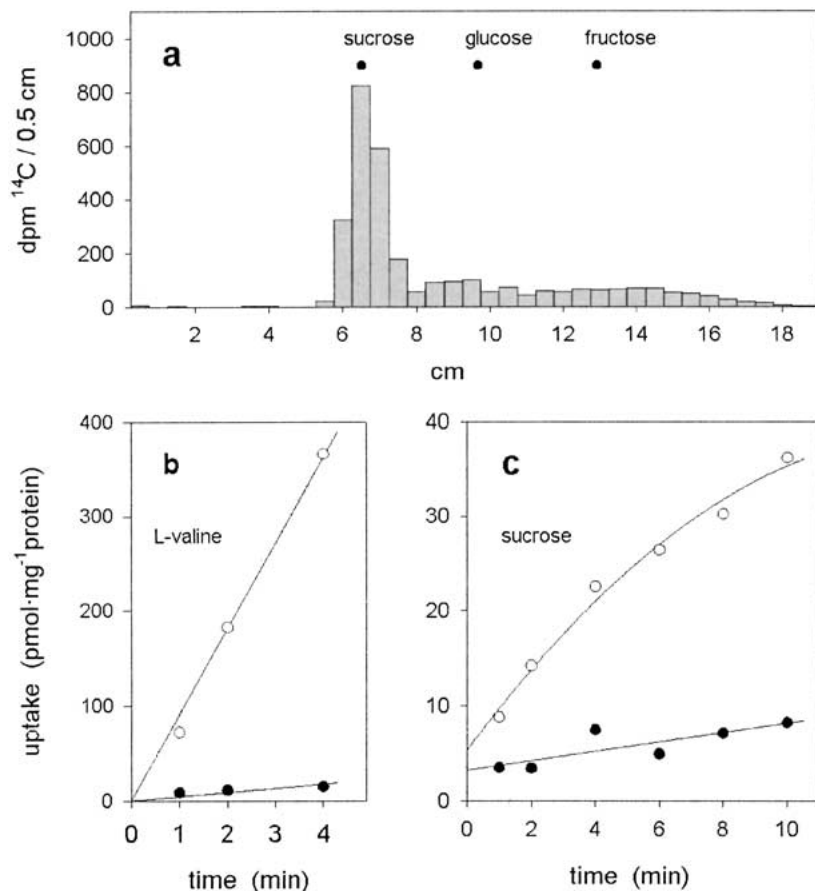 a
sucrose glucose fructose
1000
800
600
400
200
0
dpm ¹⁴C / 0.5 cm
2 4 6 8 10 12 14 16 18
cm
b
L-valine
400
300
200
100
0
uptake (pmol·mg⁻¹protein)
0 1 2 3 4
time (min)
c
sucrose
40
30
20
10
0
0 2 4 6 8 10
time (min)